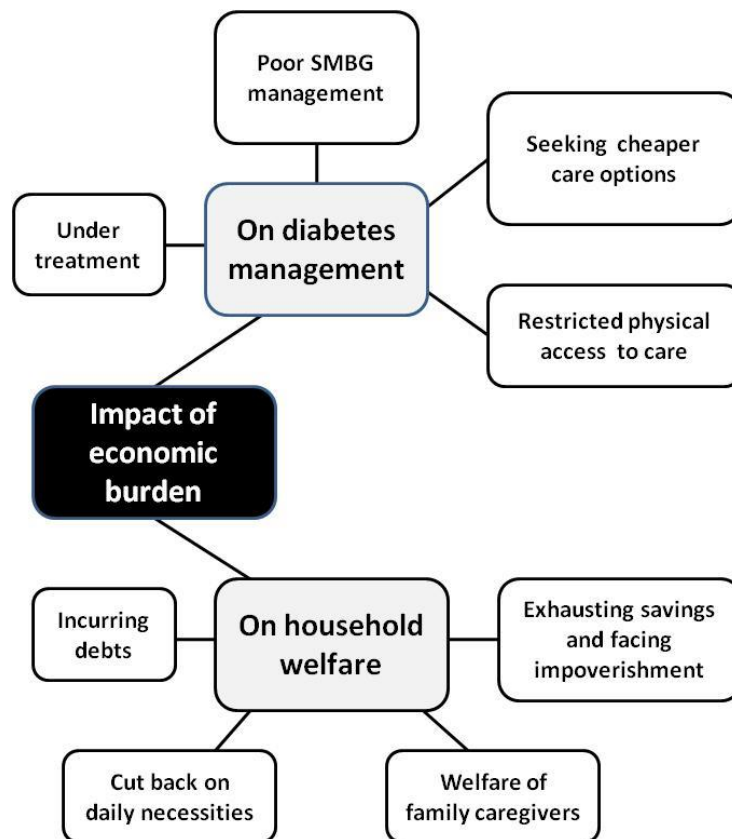 Poor SMBG
management
Seeking cheaper
care options
Under
treatment
On diabetes
management
Restricted physical
access to care
Impact of
economic
burden
Incurring
debts
On household
welfare
Exhausting savings
and facing
impoverishment
Cut back on
daily necessities
Welfare of
family caregivers